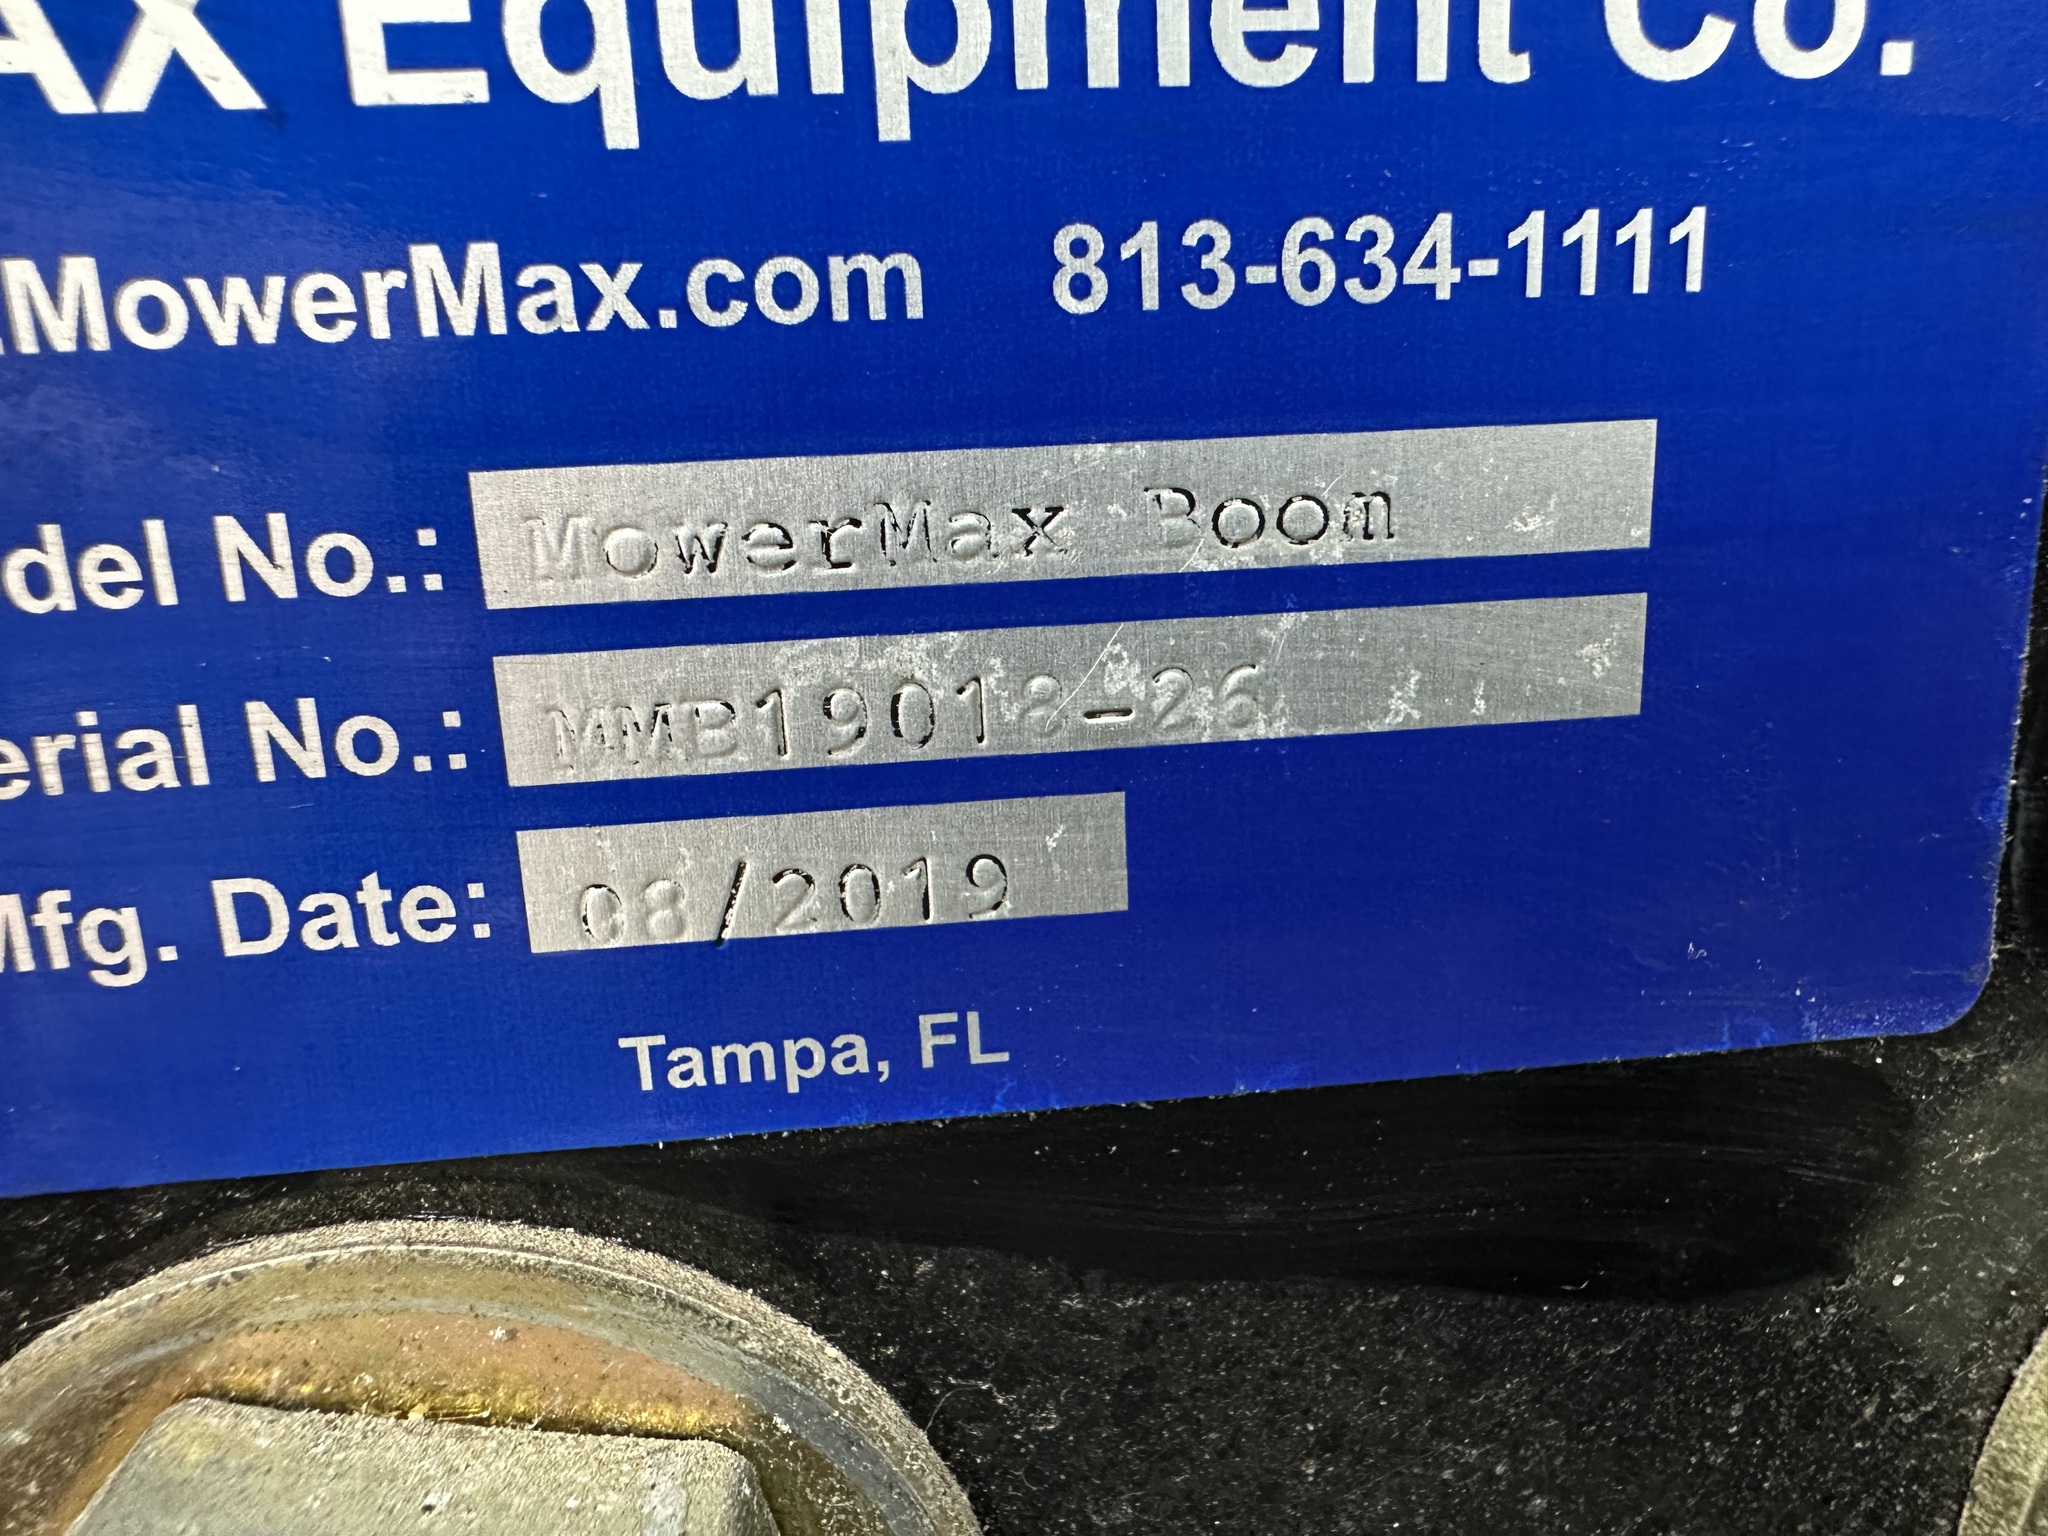 AX Equipment Co.
.MowerMax.com 813-634-1111
odel No.: MowerMax Boom
erial No.: MMB19018-26
Mfg. Date: 08/2019
Tampa, FL